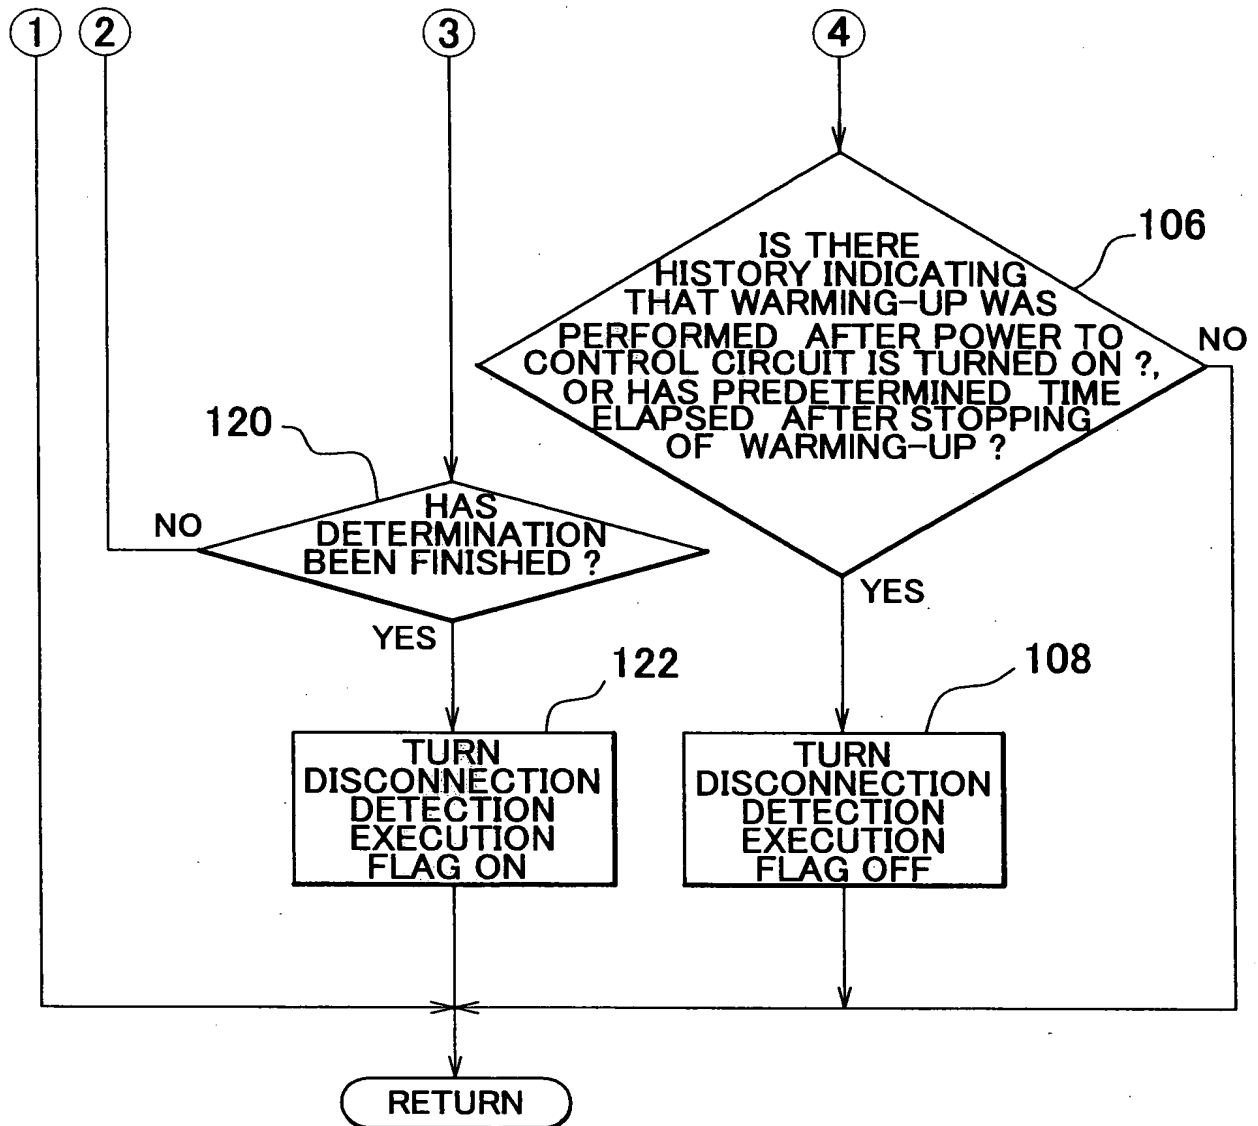 1
2
3
4
IS THERE
HISTORY INDICATING
THAT WARMING-UP WAS
PERFORMED AFTER POWER TO
CONTROL CIRCUIT IS TURNED ON ?,
OR HAS PREDETERMINED TIME
ELAPSED AFTER STOPPING
OF WARMING-UP ?
106
NO
YES
120
HAS
DETERMINATION
BEEN FINISHED ?
NO
YES
122
TURN
DISCONNECTION
DETECTION
EXECUTION
FLAG ON
108
TURN
DISCONNECTION
DETECTION
EXECUTION
FLAG OFF
RETURN